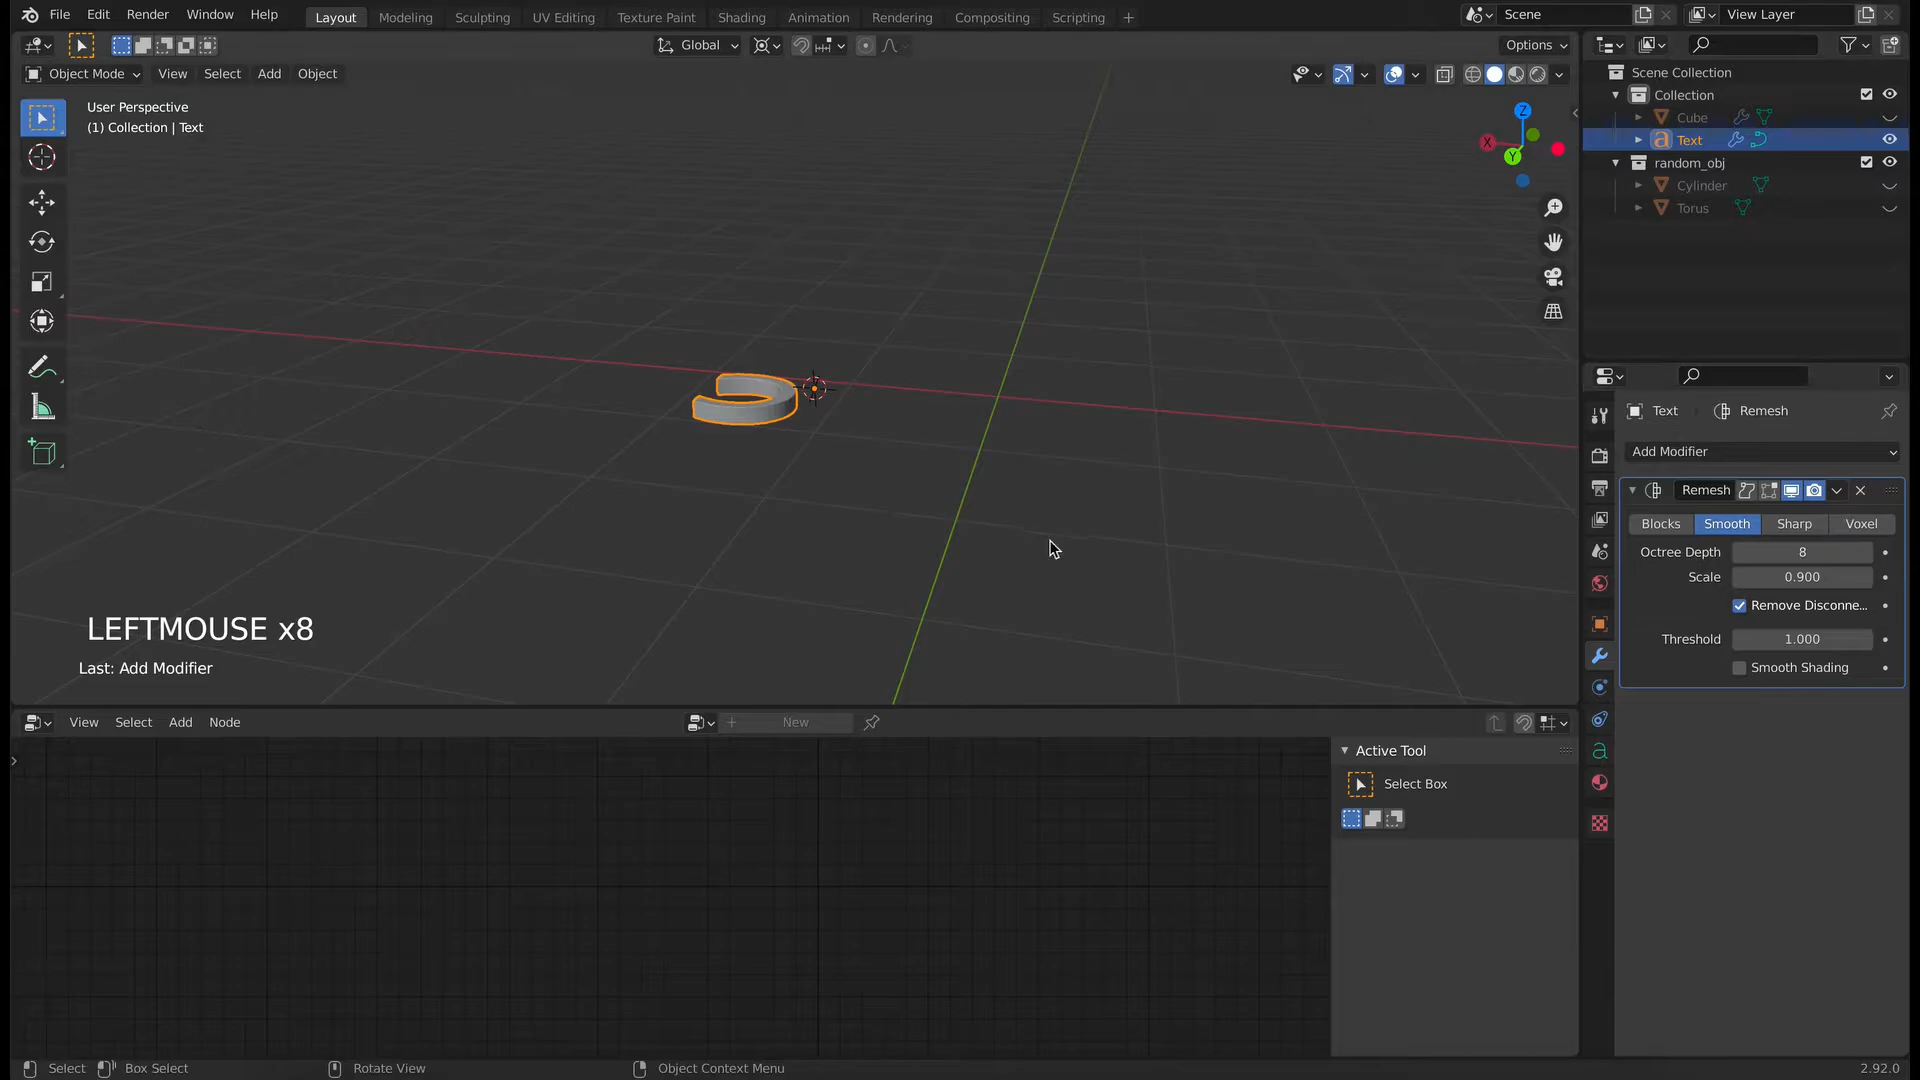 File Edit Render Window Help Layout Modeling Sculpting UV Editing Texture Paint Shading Animation Rendering Compositing Scripting Scene View Layer
Global Options
Object Mode View Select Add Object
User Perspective
(1) Collection | Text
Z
X
Y
Scene Collection
Collection
Cube
Text
random_obj
Cylinder
Torus
Text Remesh
Add Modifier
Remesh
Blocks Smooth Sharp Voxel
Octree Depth 8
Scale 0.900
Remove Disconne...
Threshold 1.000
Smooth Shading
LEFTMOUSE x8
Last: Add Modifier
View Select Add Node New
Active Tool
Select Box
Select Box Select Rotate View Object Context Menu 2.92.0